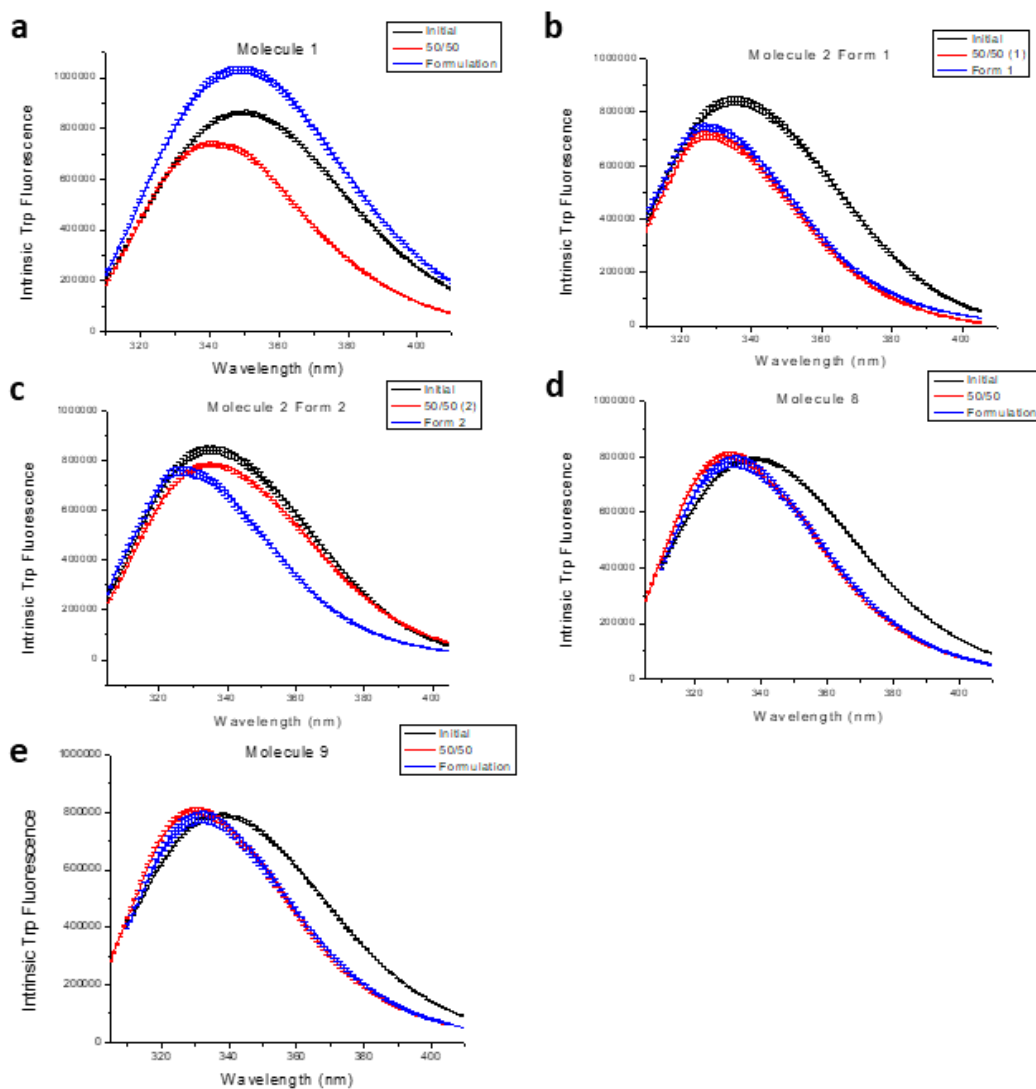 a
Molecule 1
Initial
50/50
Formulation
Intrinsic Trp Fluorescence
1000000
800000
600000
400000
200000
0
320 340 360 380 400
Wavelength (nm)
b
Molecule 2 Form 1
Initial
50/50 (1)
Form 1
Intrinsic Trp Fluorescence
1000000
800000
600000
400000
200000
0
320 340 360 380 400
Wavelength (nm)
c
Molecule 2 Form 2
Initial
50/50 (2)
Form 2
Intrinsic Trp Fluorescence
1000000
800000
600000
400000
200000
0
320 340 360 380 400
Wavelength (nm)
d
Molecule 8
Initial
50/50
Formulation
Intrinsic Trp Fluorescence
1000000
800000
600000
400000
200000
0
320 340 360 380 400
Wavelength (nm)
e
Molecule 9
Initial
50/50
Formulation
Intrinsic Trp Fluorescence
1000000
800000
600000
400000
200000
0
320 340 360 380 400
Wavelength (nm)